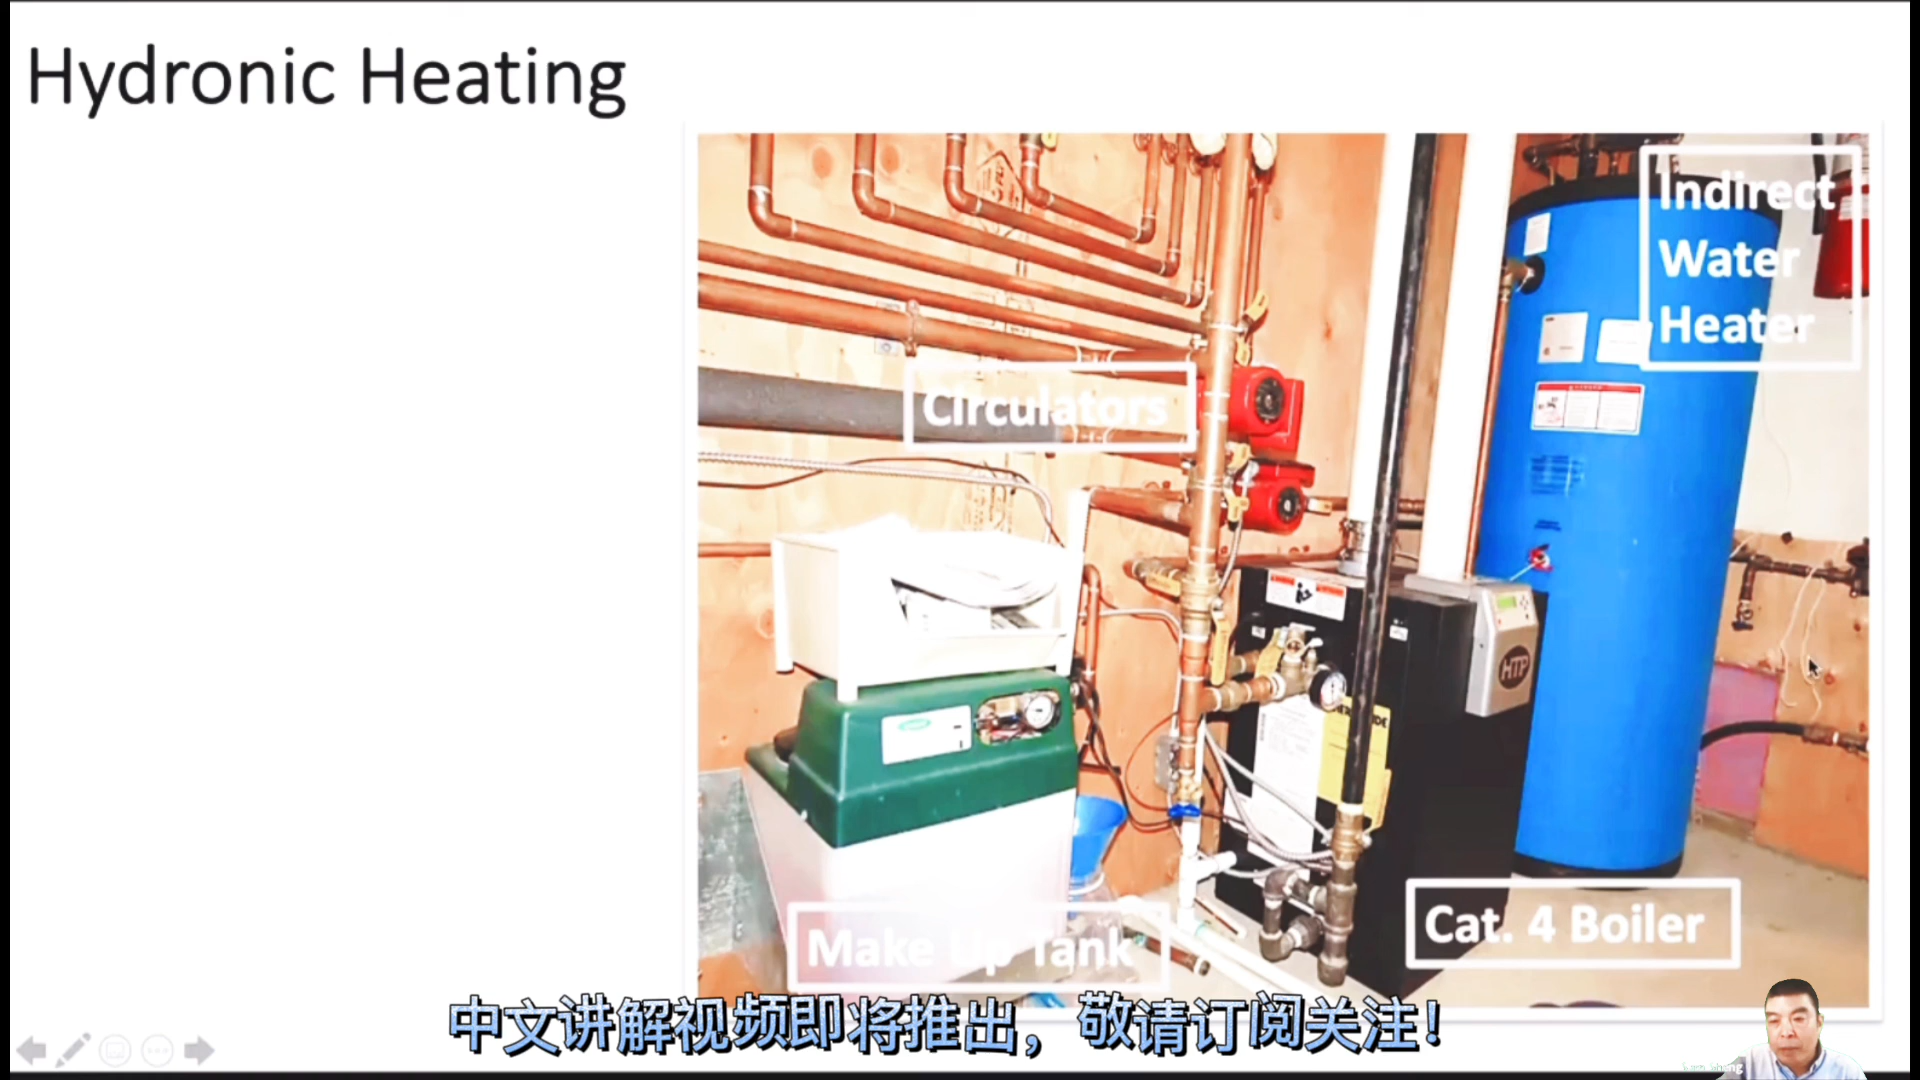 Hydronic Heating
Indirect
Water
Heater
Circulators
HTP
Make Up Tank
Cat. 4 Boiler
中文讲解视频即将推出，敬请订阅关注！